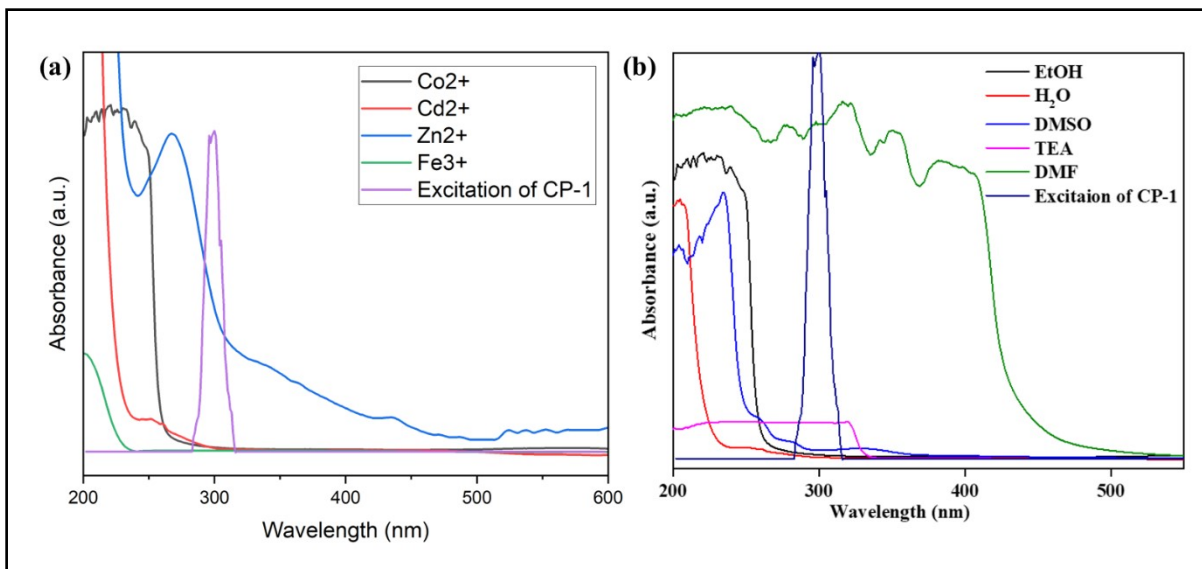 (a)
Co2+
Cd2+
Zn2+
Fe3+
Excitation of CP-1
Absorbance (a.u.)
200 300 400 500 600
Wavelength (nm)
(b)
EtOH
H₂O
DMSO
TEA
DMF
Excitaion of CP-1
Absorbance (a.u.)
200 300 400 500
Wavelength (nm)